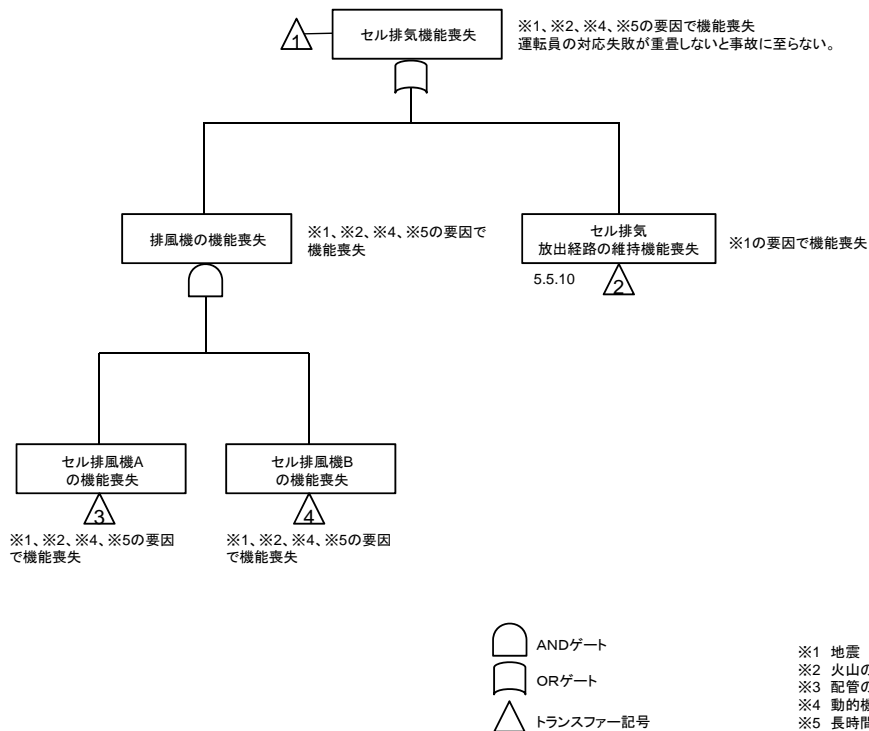 1
セル排気機能喪失
※1、※2、※4、※5の要因で機能喪失
運転員の対応失敗が重畳しないと事故に至らない。
排風機の機能喪失
※1、※2、※4、※5の要因で
機能喪失
セル排気
放出経路の維持機能喪失
※1の要因で機能喪失
5.5.10
2
セル排風機A
の機能喪失
3
※1、※2、※4、※5の要因
で機能喪失
セル排風機B
の機能喪失
4
※1、※2、※4、※5の要因
で機能喪失
ANDゲート
ORゲート
トランスファー記号
※1 地震
※2 火山の
※3 配管の
※4 動的機
※5 長時間